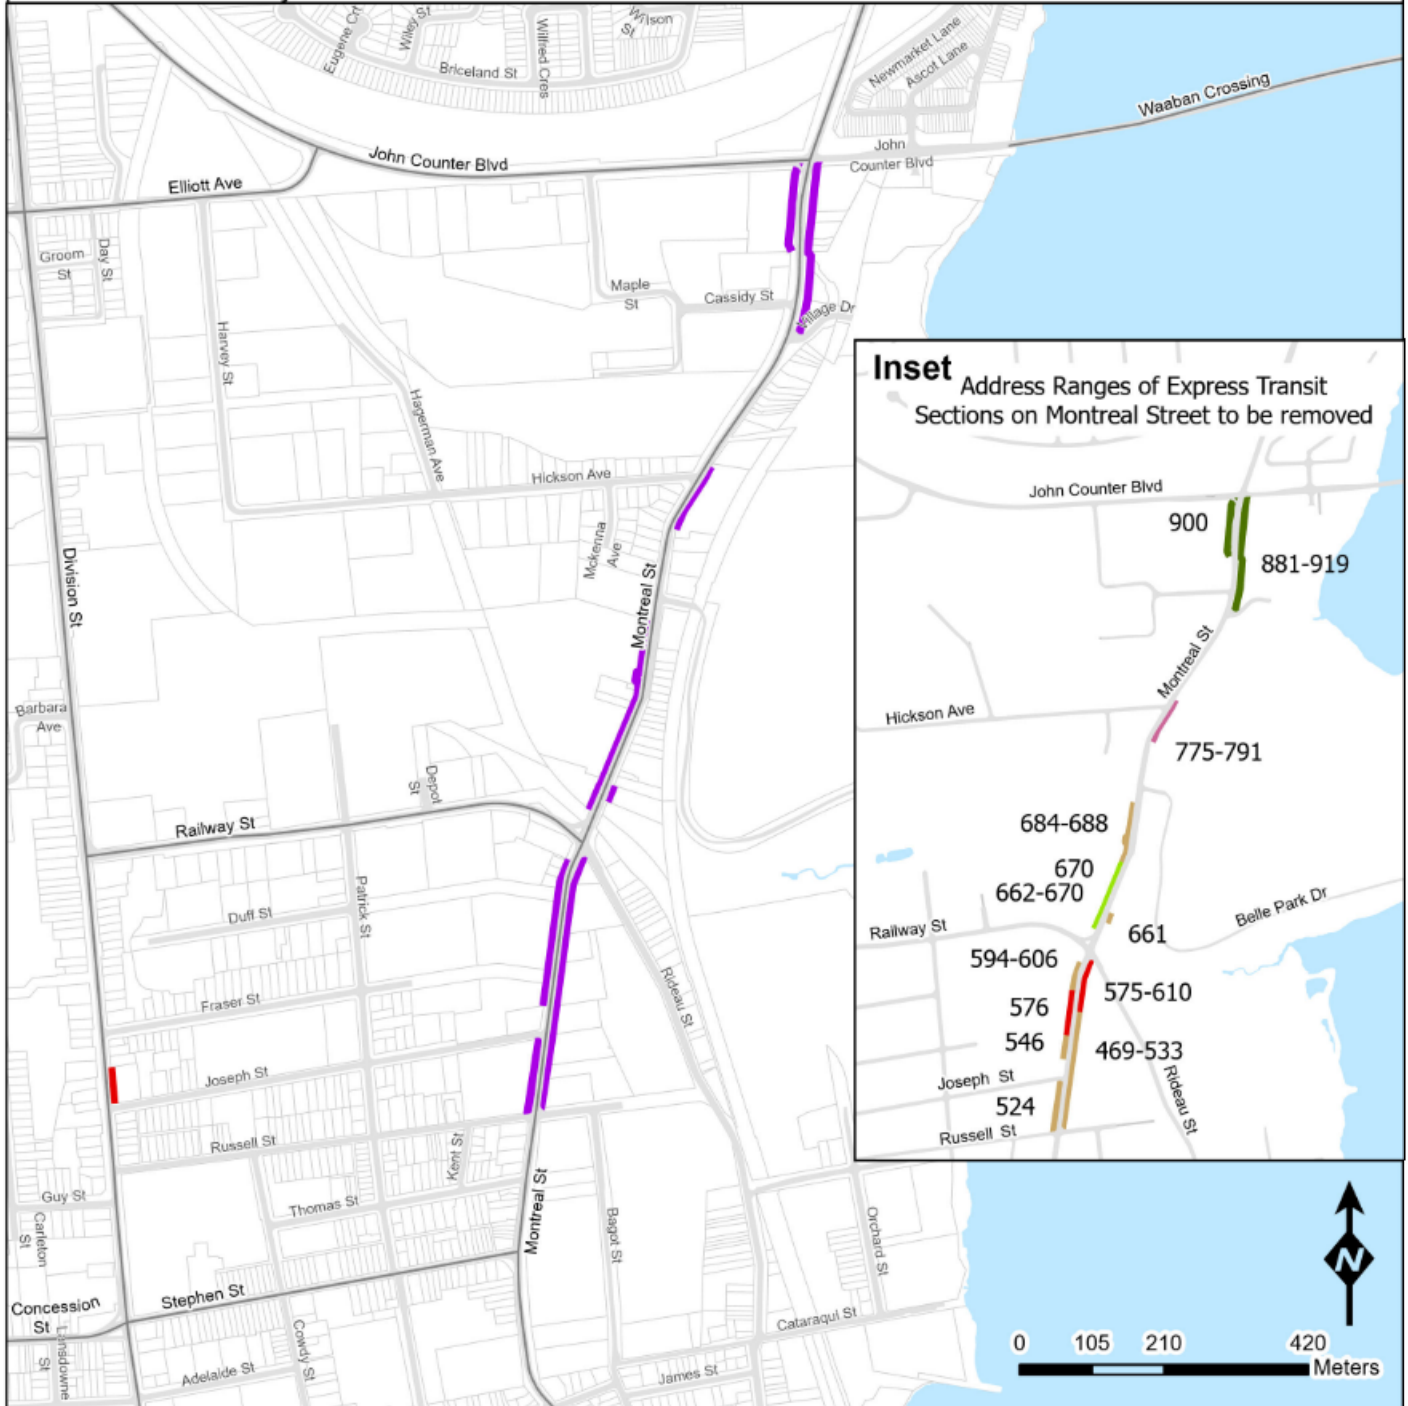 Eugene Crt
Wiley St
Wilfred Cres
Wilson
St
Briceland St
Newmarket Lane
Ascot Lane
Waaban Crossing
John Counter Blvd
John
Counter Blvd
Elliott Ave
Groom
St
Day St
Maple
St
Cassidy St
Village Dr
Harvey St
Hagerman Ave
Hickson Ave
Mckenna
Ave
Division St
Montreal St
Barbara
Ave
Depot
St
Railway St
Duff St
Patrick St
Fraser St
Rideau St
Joseph St
Russell St
Kent St
Guy St
Carleton
St
Thomas St
Montreal St
Bagot St
Orchard St
Stephen St
Concession
St
Lansdowne
St
Cowdy St
Adelaide St
Cataraqui St
James St
Inset
Address Ranges of Express Transit
Sections on Montreal Street to be removed
John Counter Blvd
900
881-919
Montreal St
Hickson Ave
775-791
684-688
670
662-670
661
Belle Park Dr
Railway St
594-606
575-610
576
546
469-533
Joseph St
524
Russell St
Rideau St
N
0 105 210 420
Meters